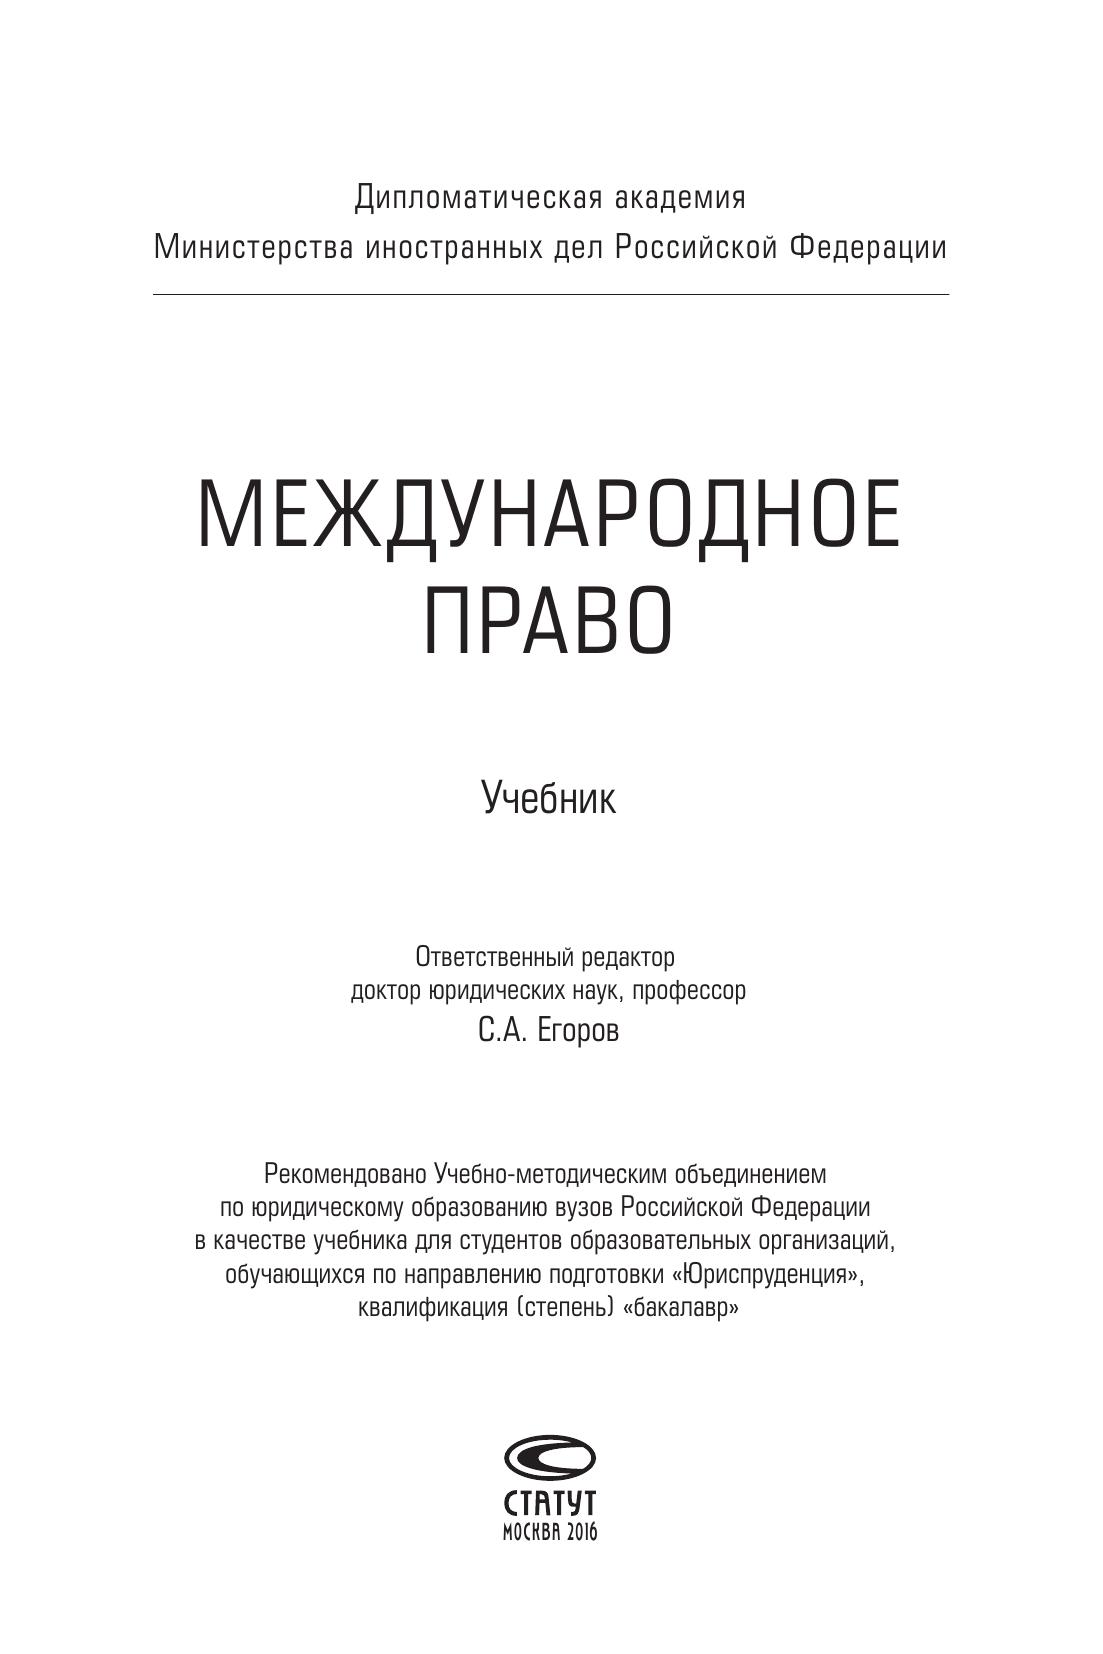 Дипломатическая академия
Министерства иностранных дел Российской Федерации
МЕЖДУНАРОДНОЕ
ПРАВО
Учебник
Ответственный редактор
доктор юридических наук, профессор
С.А. Егоров
Рекомендовано Учебно-методическим объединением
по юридическому образованию вузов Российской Федерации
в качестве учебника для студентов образовательных организаций,
обучающихся по направлению подготовки «Юриспруденция»,
квалификация (степень) «бакалавр»
СТАТУТ
МОСКВА 2016